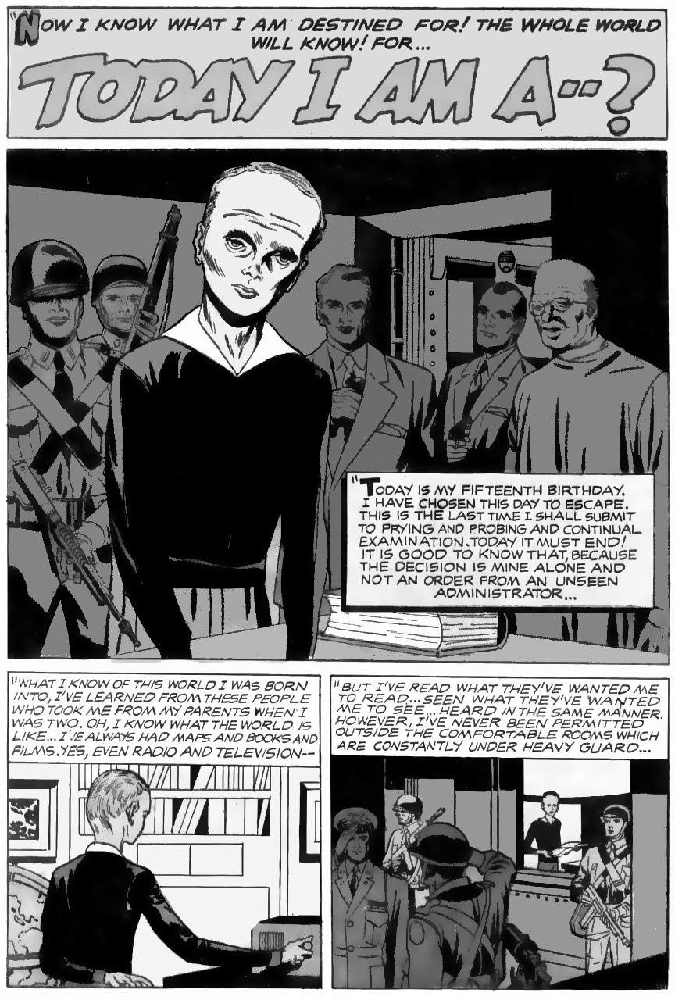 "NOW I KNOW WHAT I AM DESTINED FOR! THE WHOLE WORLD
WILL KNOW! FOR...
TODAY I AM A--?
"TODAY IS MY FIFTEENTH BIRTHDAY.
I HAVE CHOSEN THIS DAY TO ESCAPE.
THIS IS THE LAST TIME I SHALL SUBMIT
TO PRYING AND PROBING AND CONTINUAL
EXAMINATION. TODAY IT MUST END!
IT IS GOOD TO KNOW THAT, BECAUSE
THE DECISION IS MINE ALONE AND
NOT AN ORDER FROM AN UNSEEN
ADMINISTRATOR...
"WHAT I KNOW OF THIS WORLD I WAS BORN
INTO, I'VE LEARNED FROM THESE PEOPLE
WHO TOOK ME FROM MY PARENTS WHEN I
WAS TWO. OH, I KNOW WHAT THE WORLD IS
LIKE... I'VE ALWAYS HAD MAPS AND BOOKS AND
FILMS. YES, EVEN RADIO AND TELEVISION--
"BUT I'VE READ WHAT THEY'VE WANTED ME
TO READ... SEEN WHAT THEY'VE WANTED
ME TO SEE... HEARD IN THE SAME MANNER.
HOWEVER, I'VE NEVER BEEN PERMITTED
OUTSIDE THE COMFORTABLE ROOMS WHICH
ARE CONSTANTLY UNDER HEAVY GUARD...